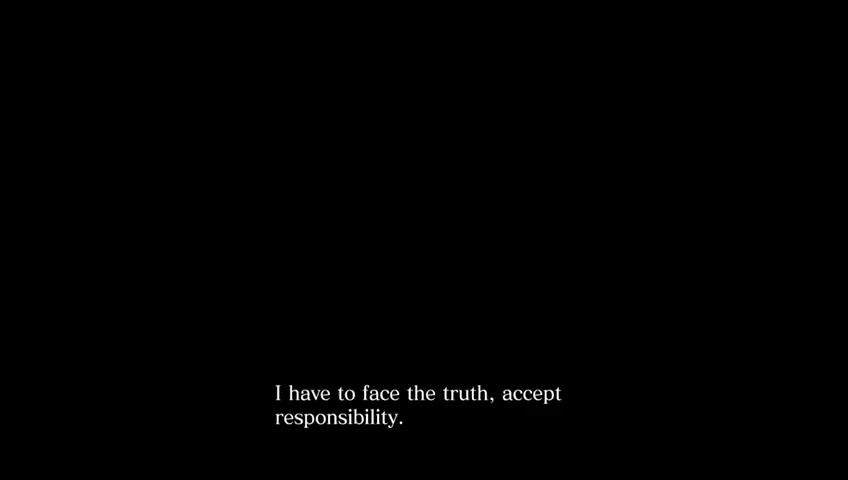 I have to face the truth, accept
responsibility.